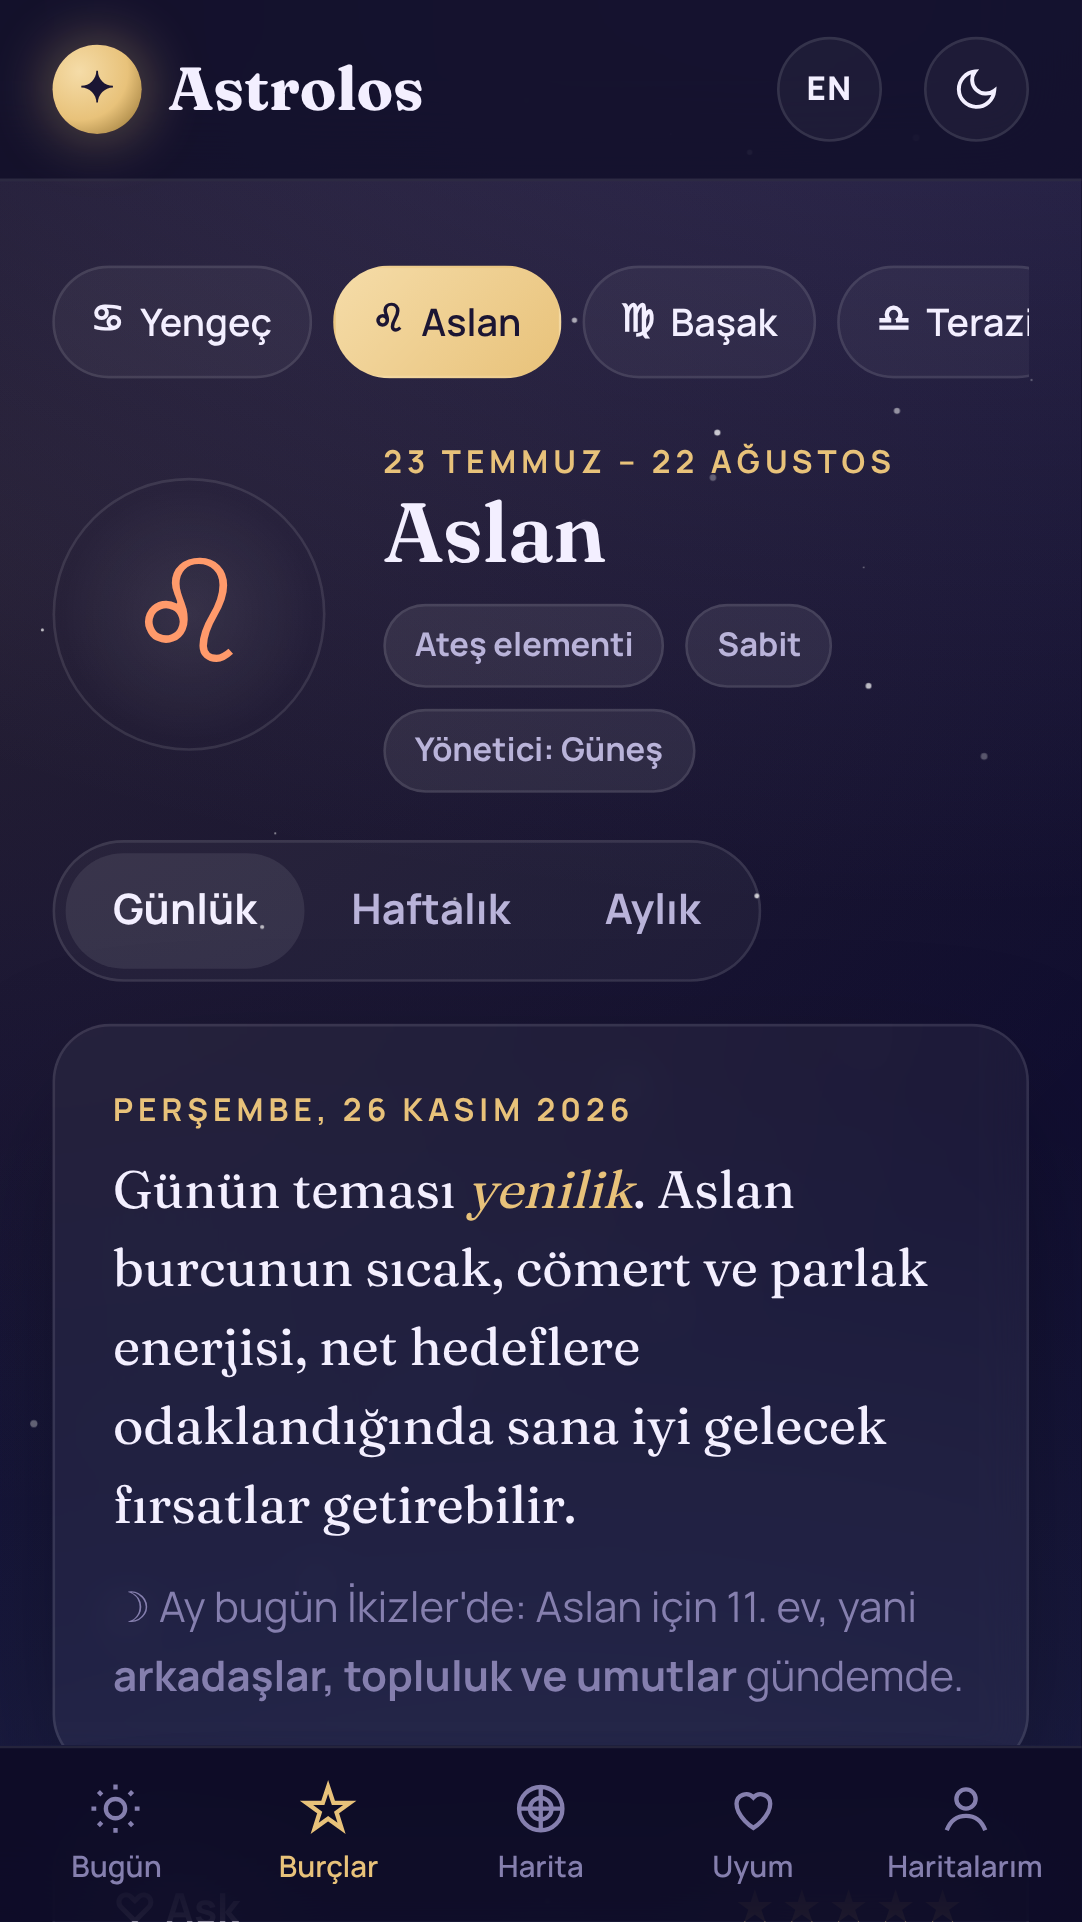 Astrolos
EN
Yengeç
Aslan
Başak
Terazi
23 TEMMUZ – 22 AĞUSTOS
Aslan
Ateş elementi
Sabit
Yönetici: Güneş
Günlük
Haftalık
Aylık
PERŞEMBE, 26 KASIM 2026
Günün teması yenilik. Aslan
burcunun sıcak, cömert ve parlak
enerjisi, net hedeflere
odaklandığında sana iyi gelecek
fırsatlar getirebilir.
☽ Ay bugün İkizler'de: Aslan için 11. ev, yani
arkadaşlar, topluluk ve umutlar gündemde.
Bugün
Burçlar
Harita
Uyum
Haritalarım
Aşk